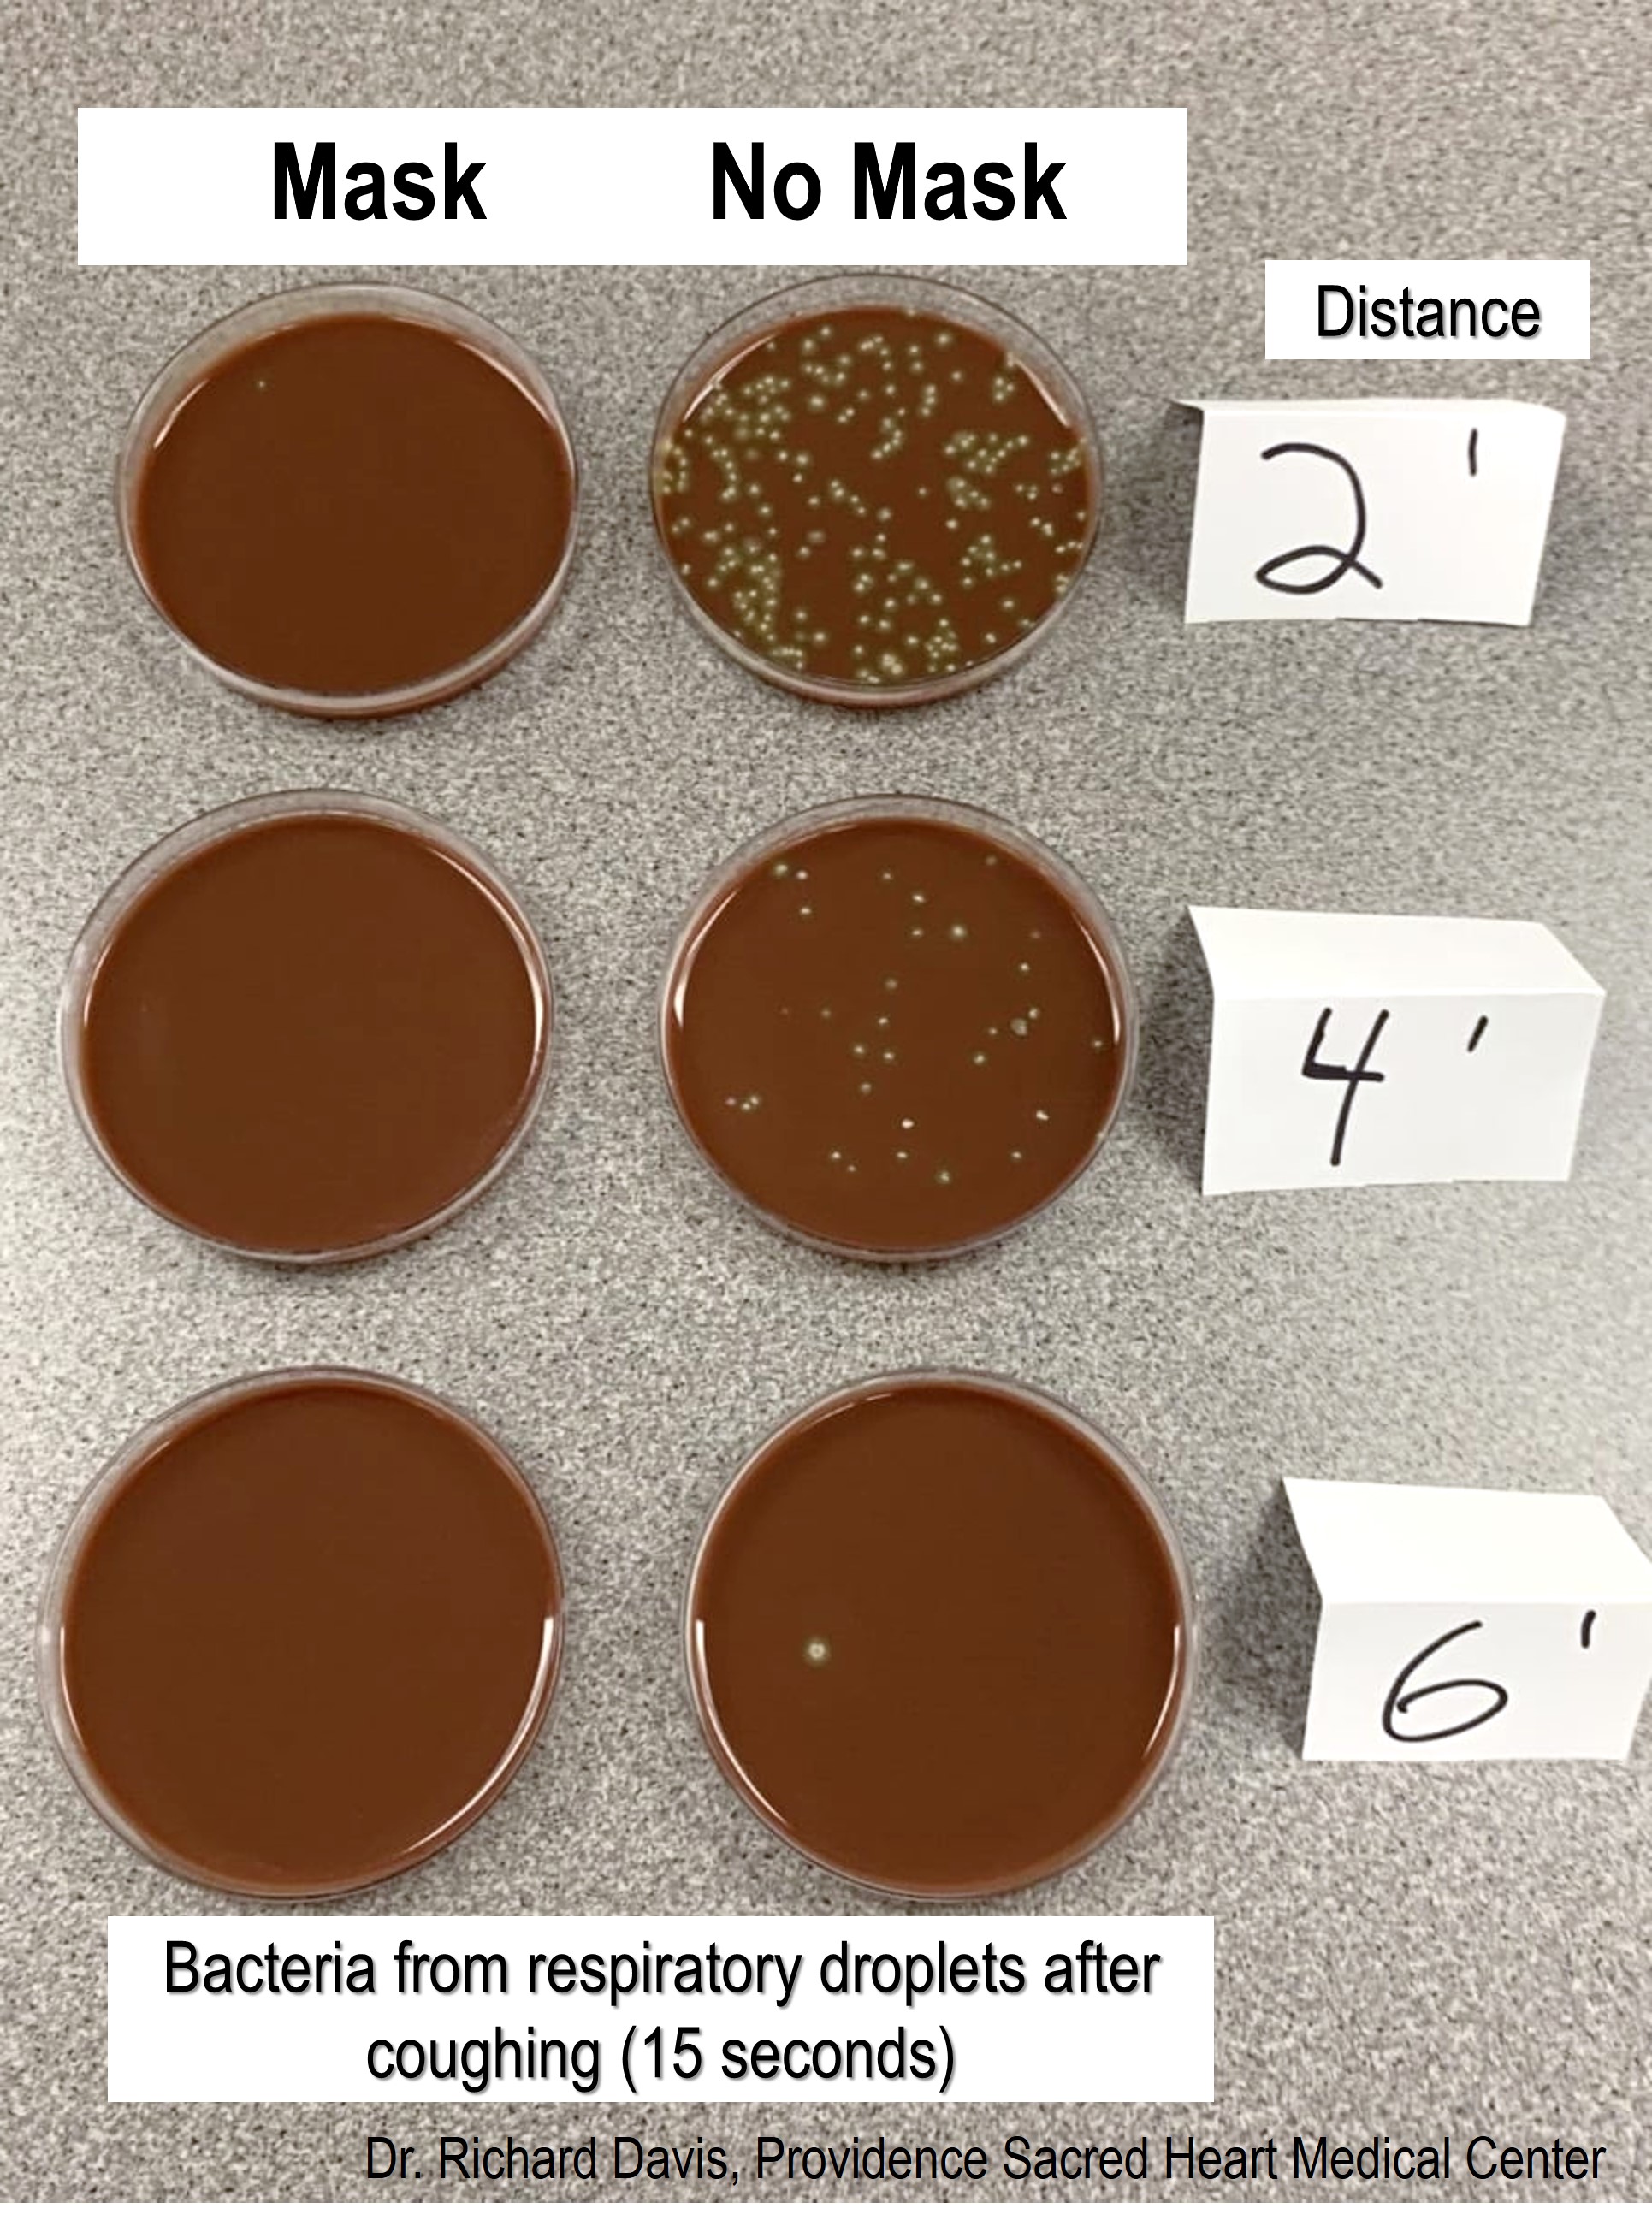 Mask No Mask
Distance
2'
4'
6'
Bacteria from respiratory droplets after
coughing (15 seconds)
Dr. Richard Davis, Providence Sacred Heart Medical Center